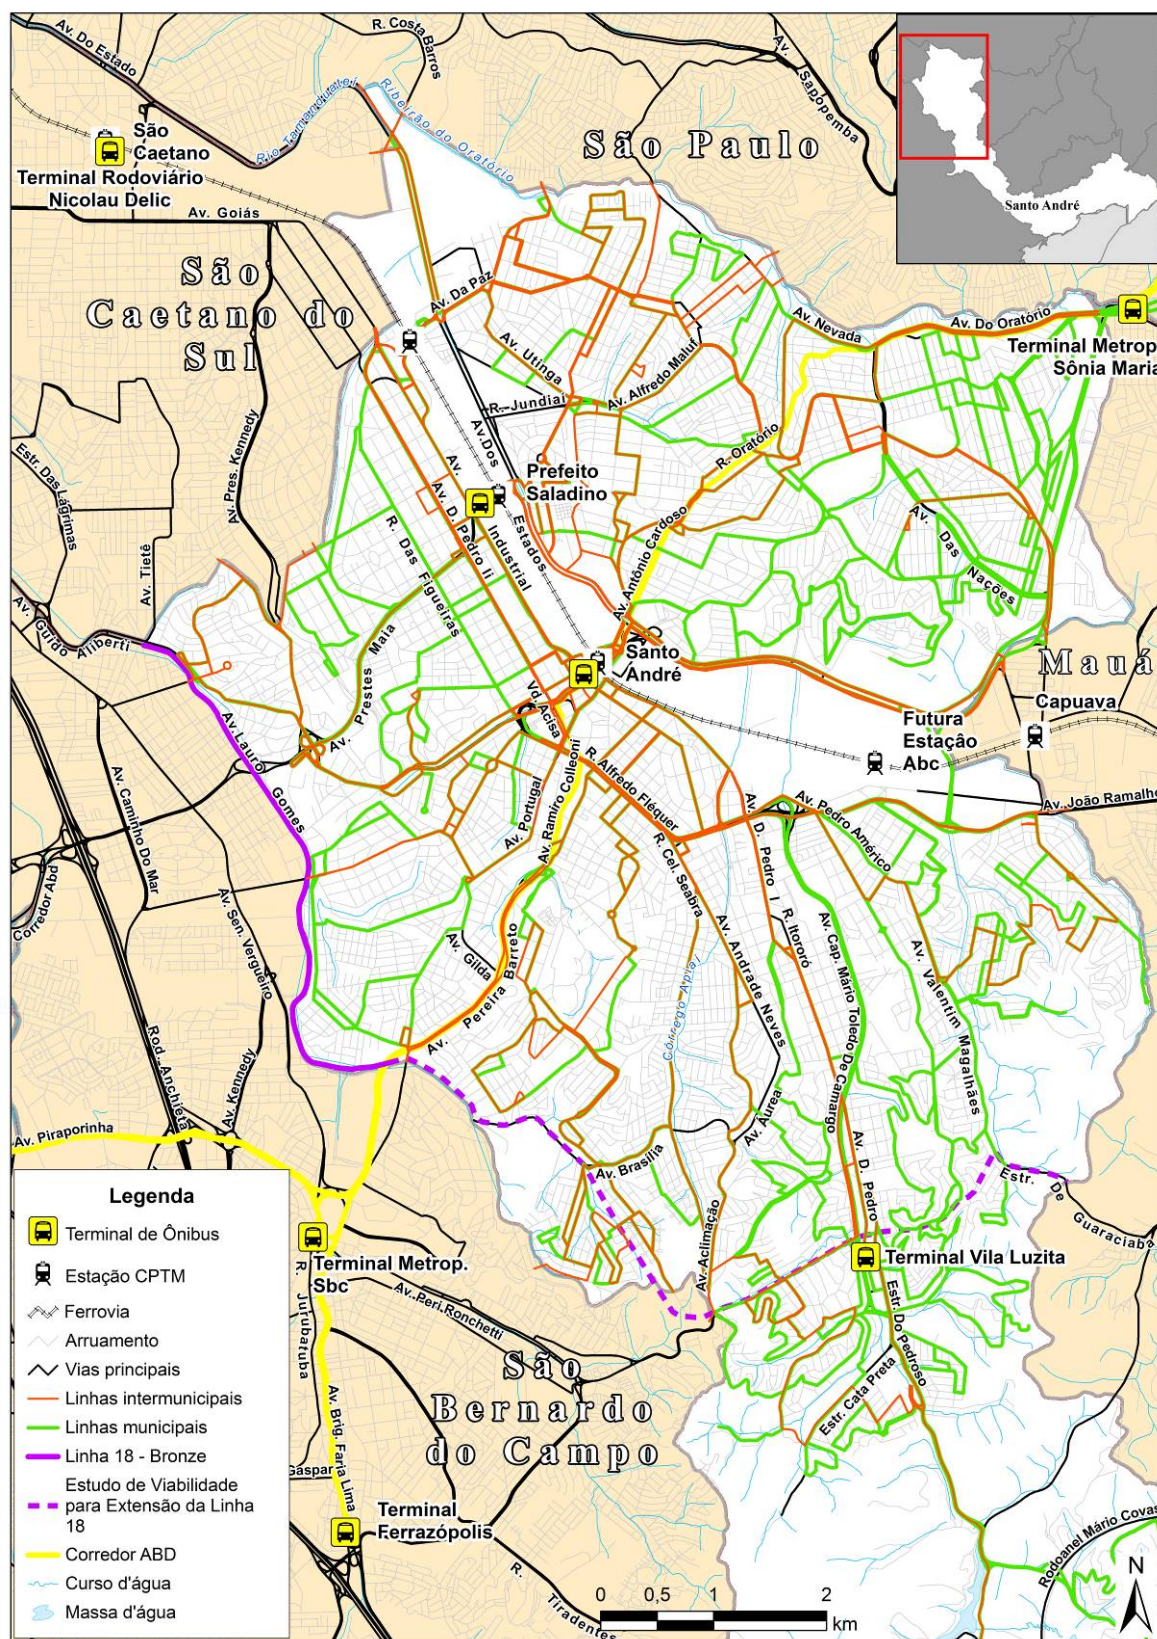 R. Costa
Barros
Av. Do Estado
Av. Sapopemba
Rio Tamanduateí
Ribeirão do Oratório
São
Caetano
Terminal Rodoviário
Nicolau Delic
São Paulo
Santo André
Av. Goiás
São
Caetano do
Sul
Av. Da Paz
Av. Nevada
Av. Do Oratório
Terminal Metrop.
Sônia Maria
Av. Utinga
Av. Alfredo Maluf
R. Jundiaí
R. Oratório
Av. Pres. Kennedy
Estr. Das Lágrimas
Av. Dos Estados
Prefeito
Saladino
Av. Industrial
Av. D. Pedro Ii
R. Das Figueiras
Av. Antônio Cardoso
Av. Das Nações
Av. Tietê
Av. Guido Aliberti
Av. Prestes Maia
Santo
André
Mauá
Capuava
Futura
Estação
Abc
Vd. Acisa
Av. Lauro Gomes
Av. Ramiro Colleoni
Av. Portugal
R. Alfredo Fléquer
Av. João Ramalho
Av. Pedro Américo
Av. Caminho Do Mar
Corredor Abd
Av. Sen. Vergueiro
R. Cel. Seabra
Av. D. Pedro I
R. Itororó
Av. Cap. Mário Toledo De Camargo
Av. Valentim Magalhães
Av. Gilda
Av. Pereira Barreto
Av. Andrade Neves
Córrego Apiaí
Rod. Anchieta
Av. Kennedy
Av. Piraporinha
Av. Áurea
Av. Brasília
Av. D. Pedro
Estr. De Guaraciaba
Av. Aclimação
Terminal Vila Luzita
Terminal Metrop.
Sbc
R. Jurubatuba
Av. Peri Ronchetti
Estr. Do Pedroso
Estr. Cata Preta
São
Bernardo
do Campo
Av. Brig. Faria Lima
Gaspar
Terminal
Ferrazópolis
R. Tiradentes
Rodoanel Mário Covas
Legenda
Terminal de Ônibus
Estação CPTM
Ferrovia
Arruamento
Vias principais
Linhas intermunicipais
Linhas municipais
Linha 18 - Bronze
Estudo de Viabilidade
para Extensão da Linha
18
Corredor ABD
Curso d'água
Massa d'água
0 0,5 1 2
km
N